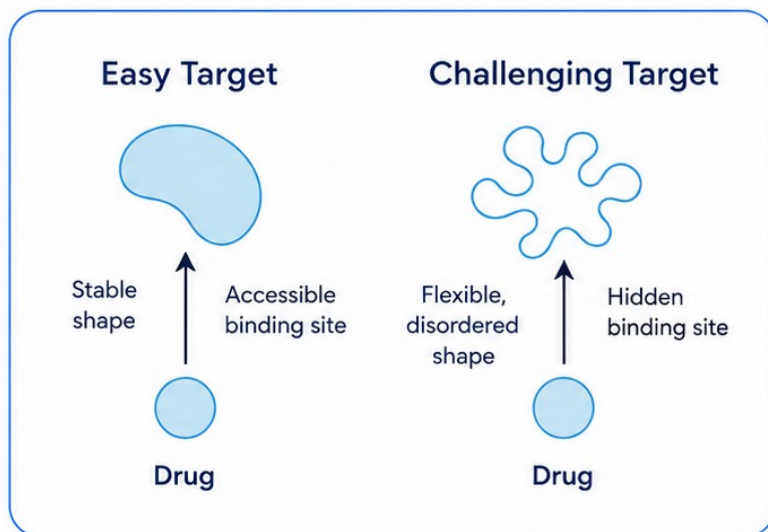 Easy Target
Stable
shape
Accessible
binding site
Drug
Challenging Target
Flexible,
disordered
shape
Hidden
binding site
Drug